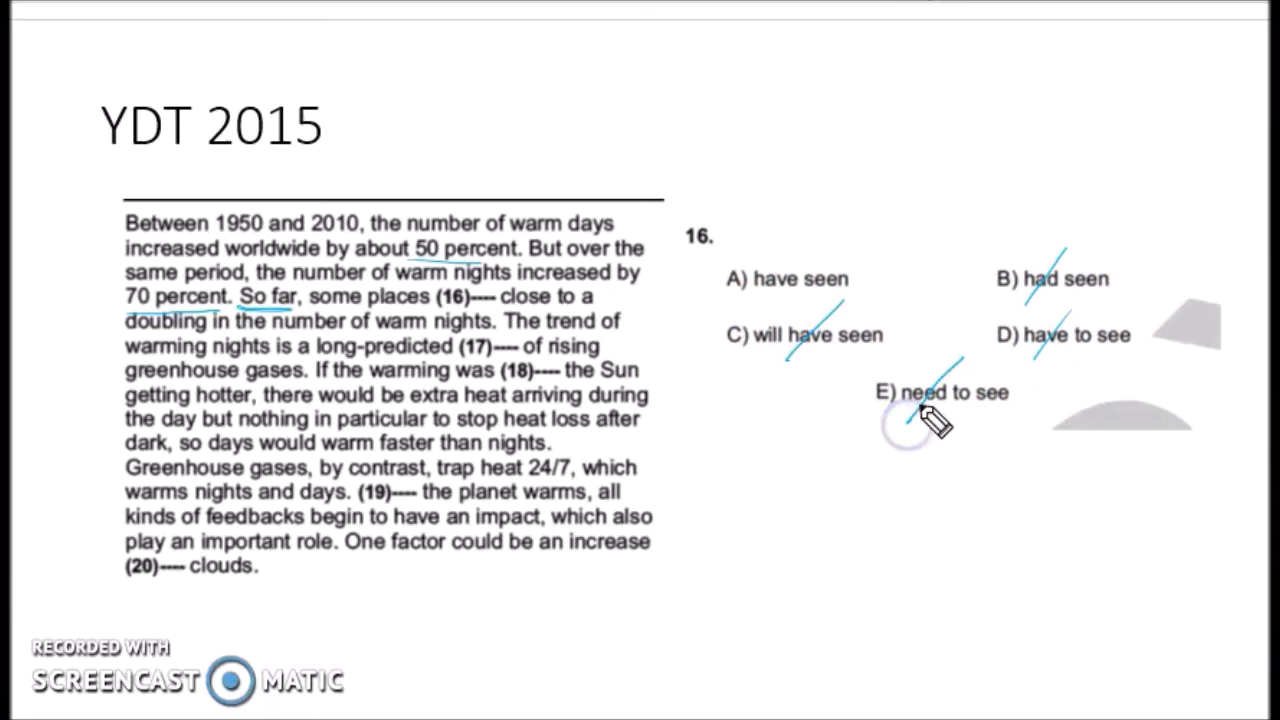 YDT 2015
Between 1950 and 2010, the number of warm days
increased worldwide by about 50 percent. But over the
same period, the number of warm nights increased by
70 percent. So far, some places (16)---- close to a
doubling in the number of warm nights. The trend of
warming nights is a long-predicted (17)---- of rising
greenhouse gases. If the warming was (18)---- the Sun
getting hotter, there would be extra heat arriving during
the day but nothing in particular to stop heat loss after
dark, so days would warm faster than nights.
Greenhouse gases, by contrast, trap heat 24/7, which
warms nights and days. (19)---- the planet warms, all
kinds of feedbacks begin to have an impact, which also
play an important role. One factor could be an increase
(20)---- clouds.
16.
A) have seen
B) had seen
C) will have seen
D) have to see
E) need to see
RECORDED WITH
SCREENCAST MATIC